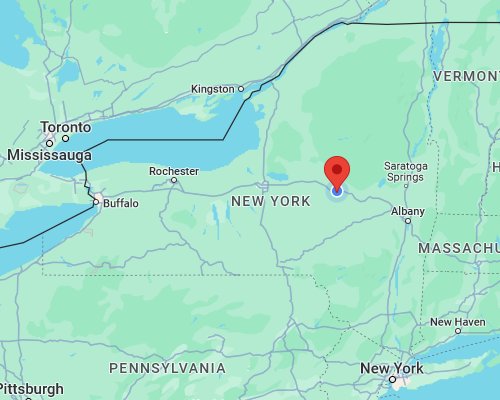 VERMONT
Kingston
Toronto
Mississauga
Rochester
Saratoga
Springs
Buffalo
NEW YORK
Albany
MASSACHU
New Haven
PENNSYLVANIA
New York
Pittsburgh